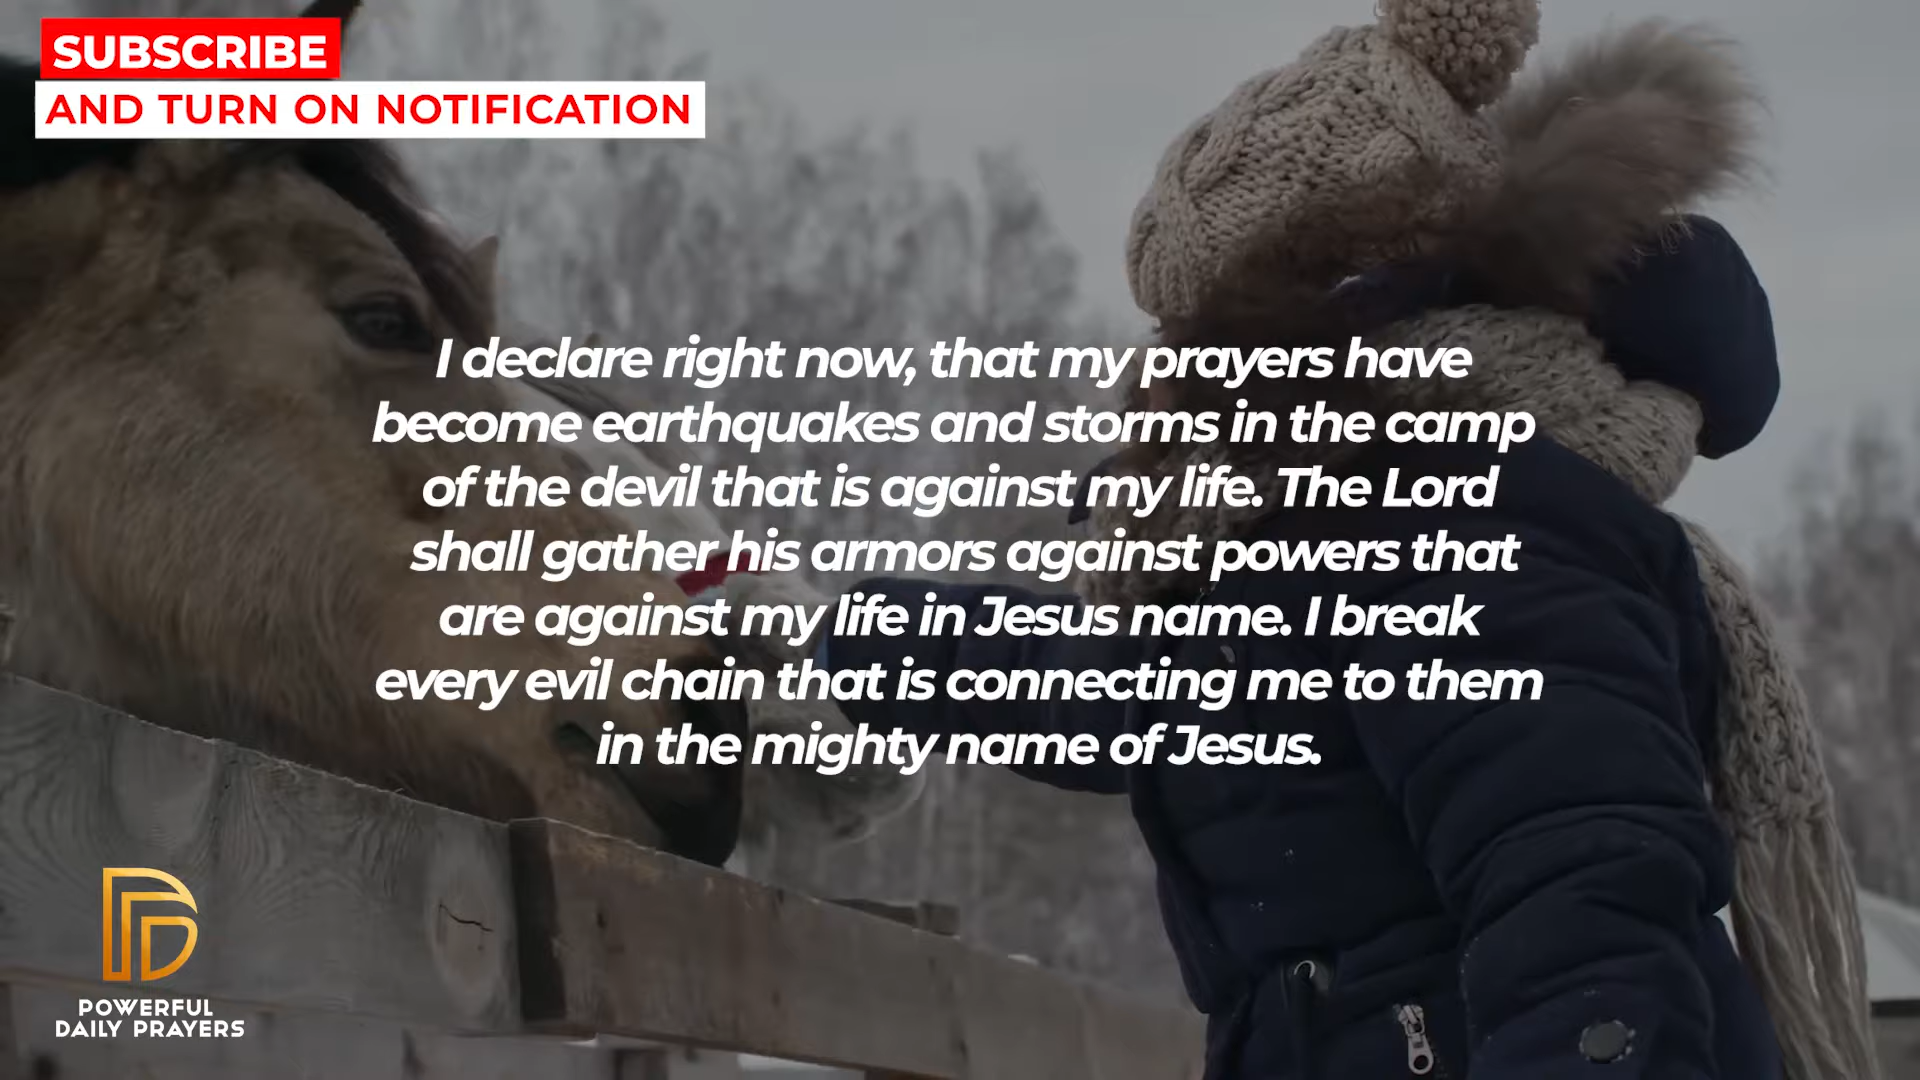 SUBSCRIBE
AND TURN ON NOTIFICATION
I declare right now, that my prayers have
become earthquakes and storms in the camp
of the devil that is against my life. The Lord
shall gather his armors against powers that
are against my life in Jesus name. I break
every evil chain that is connecting me to them
in the mighty name of Jesus.
POWERFUL
DAILY PRAYERS